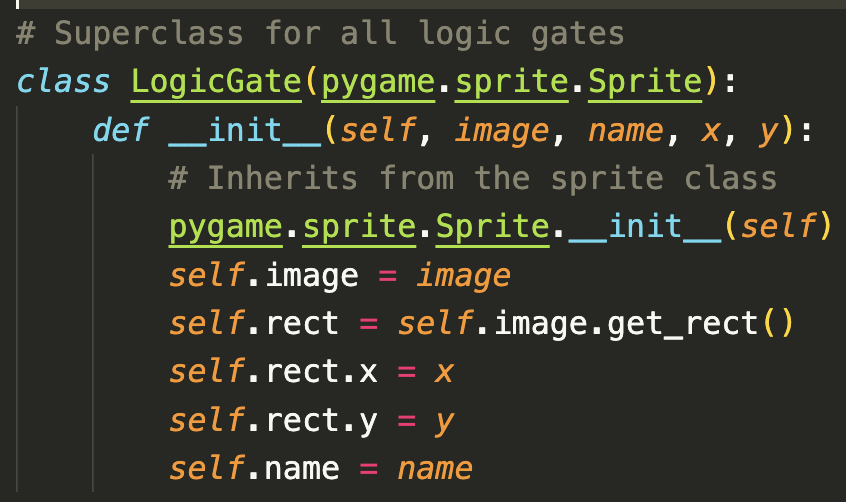 # Superclass for all logic gates
class LogicGate(pygame.sprite.Sprite):
    def __init__(self, image, name, x, y):
        # Inherits from the sprite class
        pygame.sprite.Sprite.__init__(self)
        self.image = image
        self.rect = self.image.get_rect()
        self.rect.x = x
        self.rect.y = y
        self.name = name